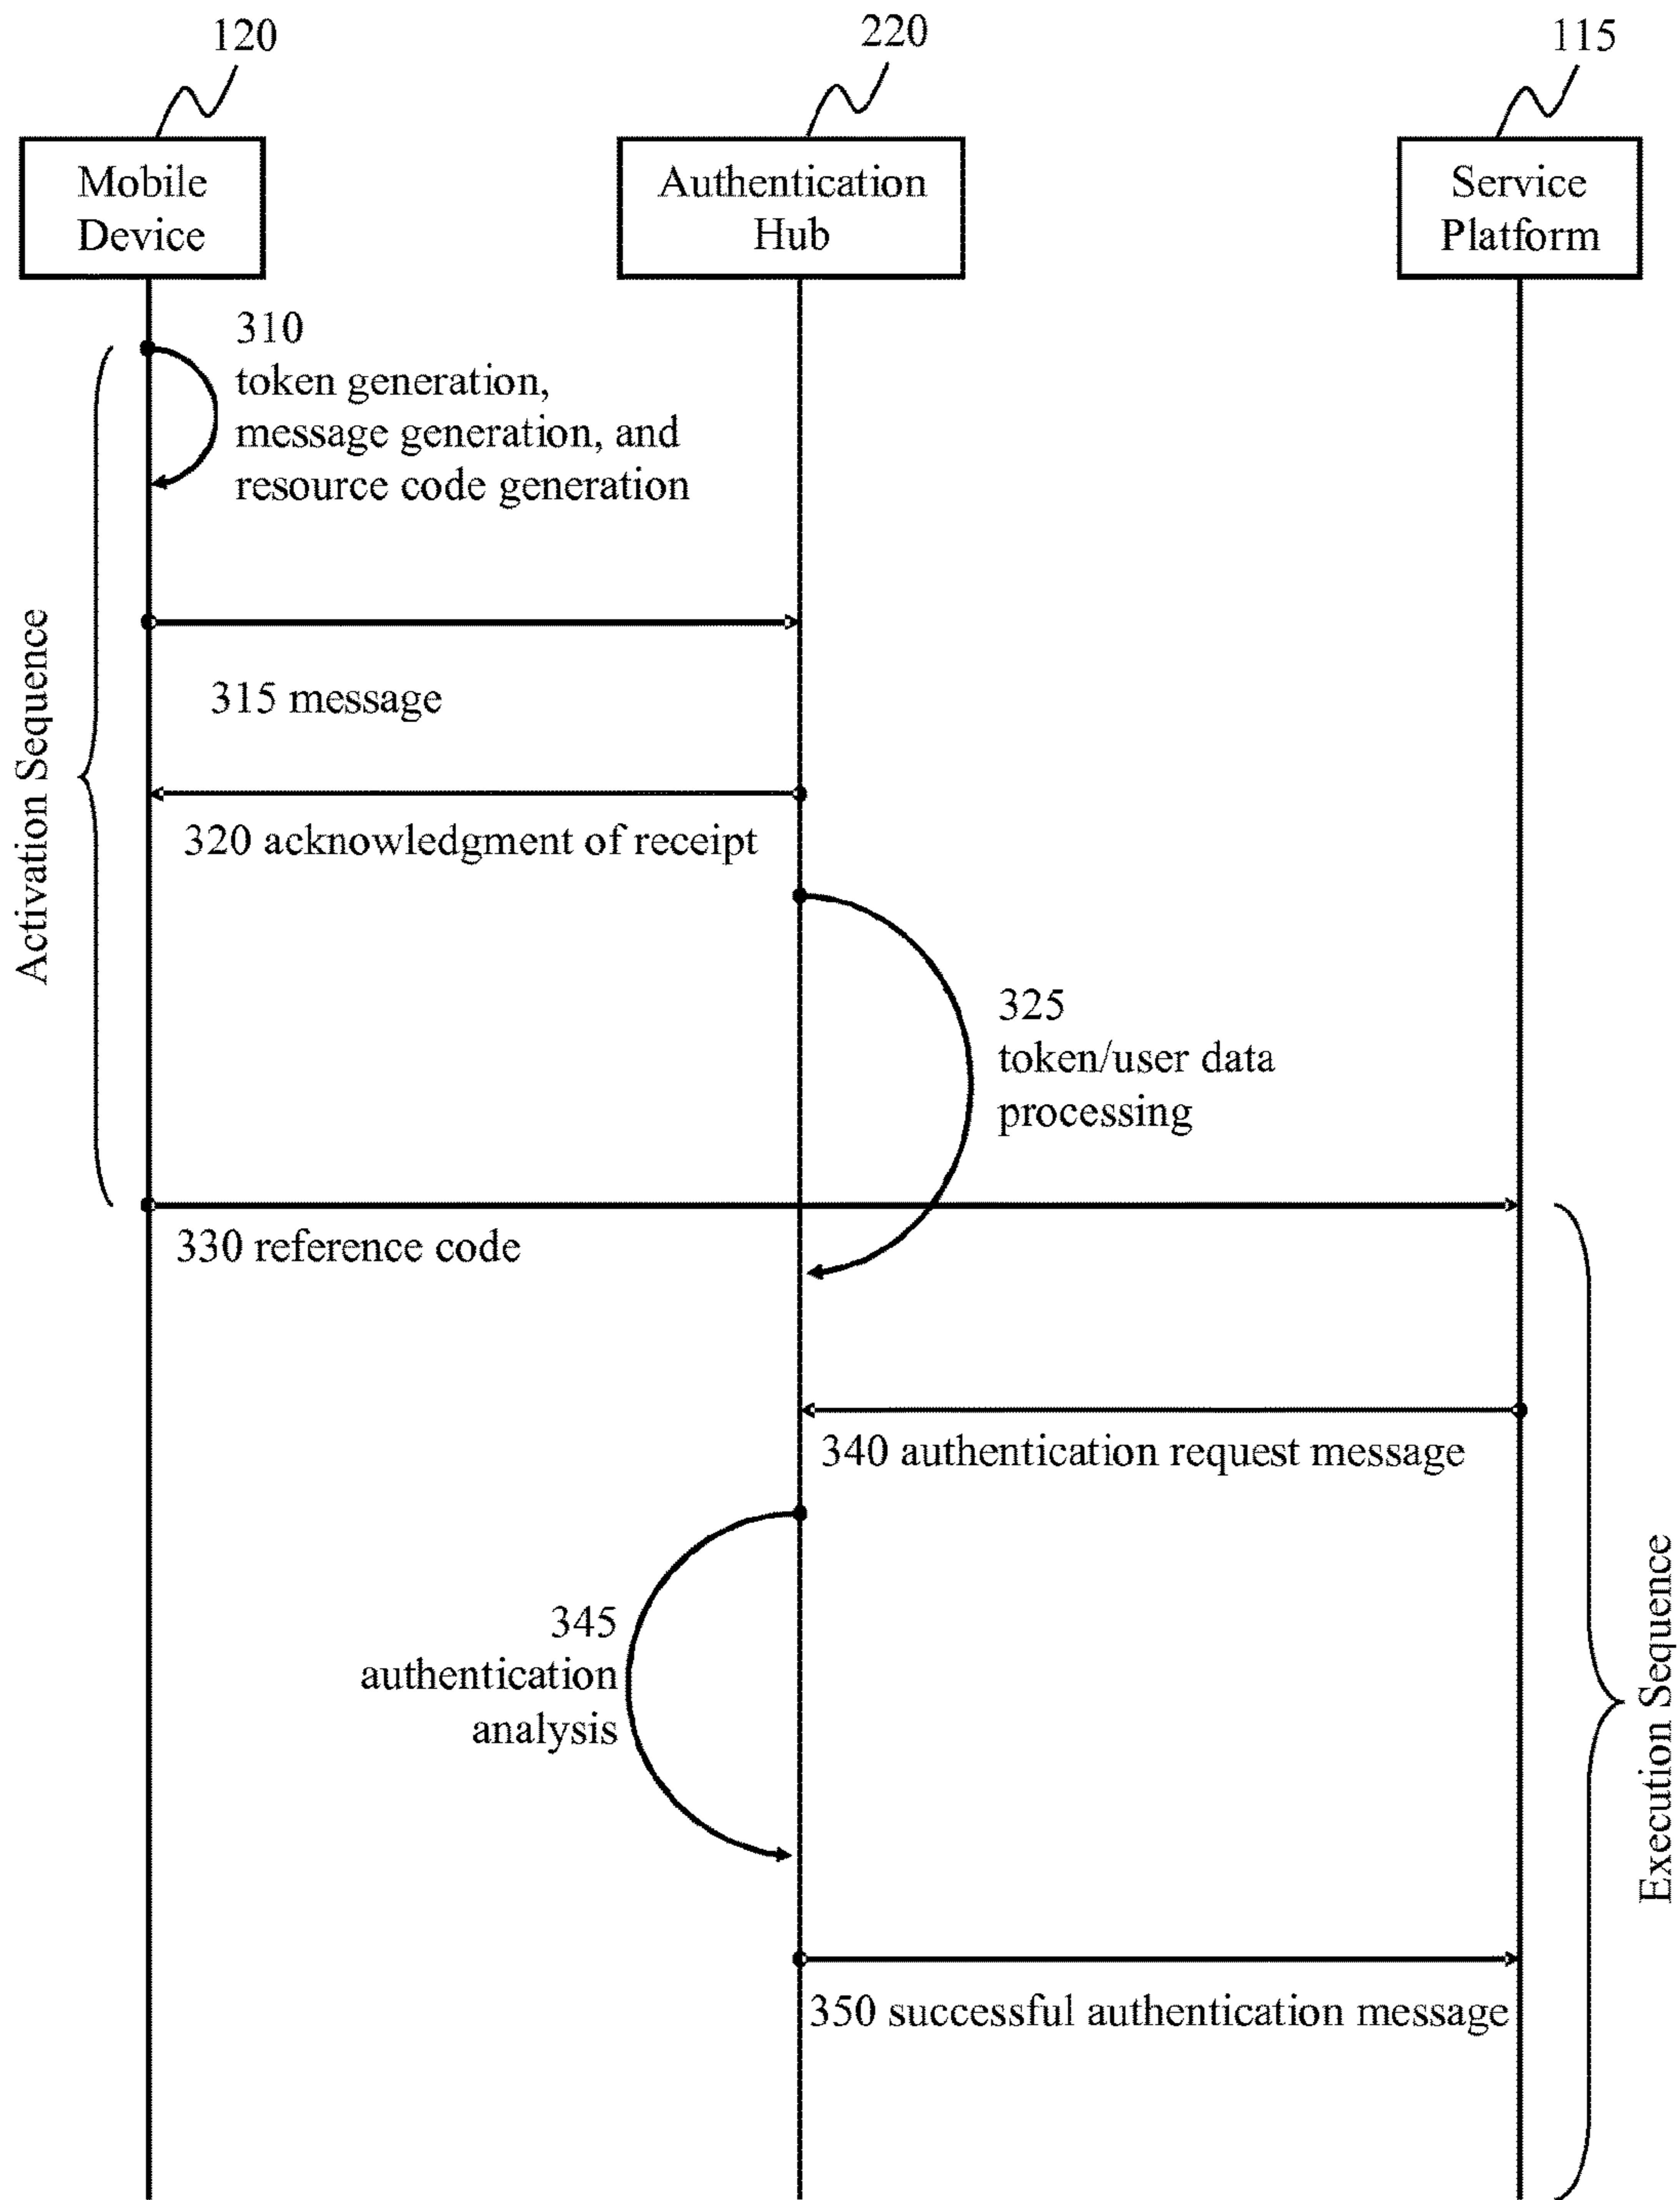 120
220
115
Mobile
Device
Authentication
Hub
Service
Platform
310
token generation,
message generation, and
resource code generation
315 message
320 acknowledgment of receipt
Activation Sequence
325
token/user data
processing
330 reference code
340 authentication request message
345
authentication
analysis
Execution Sequence
350 successful authentication message